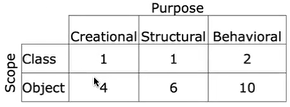 Purpose
Creational Structural Behavioral
Scope
Class 1 1 2
Object 4 6 10